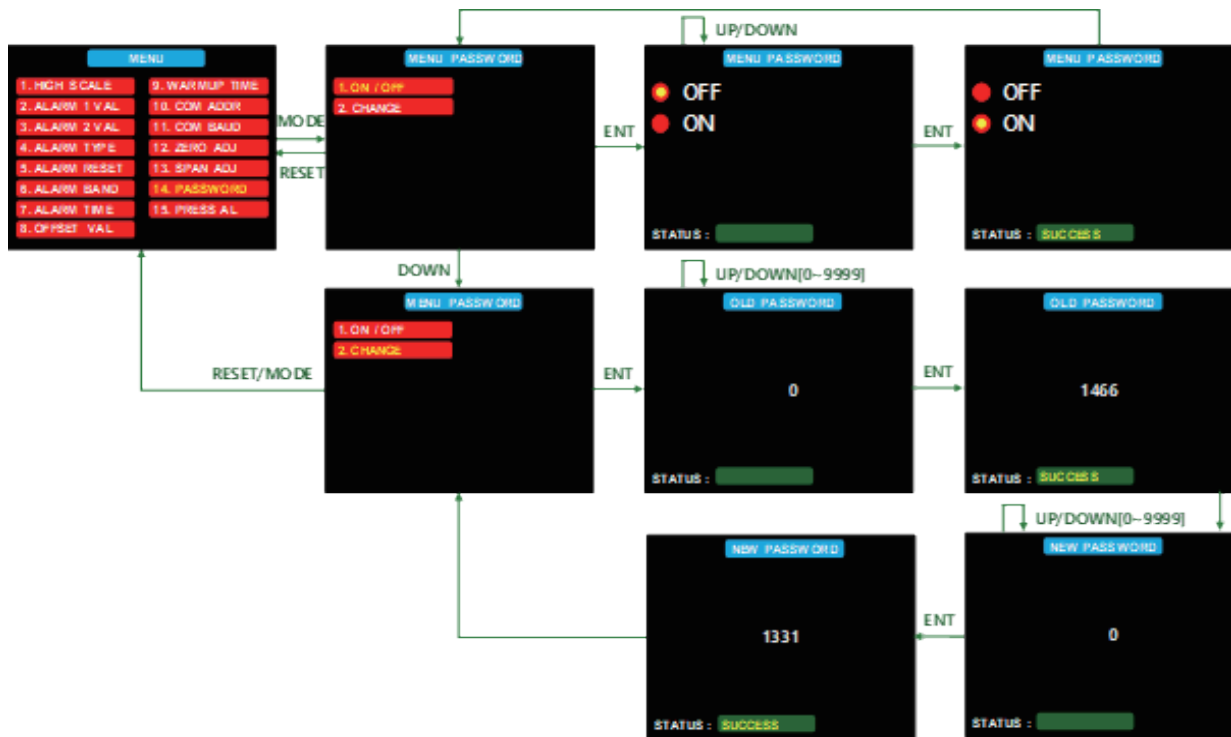 MENU
1. HIGH SCALE
2. ALARM 1 VAL
3. ALARM 2 VAL
4. ALARM TYPE
5. ALARM RESET
6. ALARM BAND
7. ALARM TIME
8. OFFSET VAL
9. WARMUP TIME
10. COM ADDR
11. COM BAUD
12. ZERO ADJ
13. SPAN ADJ
14. PASSWORD
15. PRESS AL
MODE
RESET
MENU PASSWORD
1. ON / OFF
2. CHANGE
ENT
UP/DOWN
MENU PASSWORD
OFF
ON
STATUS :
ENT
MENU PASSWORD
OFF
ON
STATUS : SUCCESS
DOWN
RESET/MODE
MENU PASSWORD
1. ON / OFF
2. CHANGE
ENT
UP/DOWN[0~9999]
OLD PASSWORD
0
STATUS :
ENT
OLD PASSWORD
1466
STATUS : SUCCESS
UP/DOWN[0~9999]
NEW PASSWORD
0
STATUS :
ENT
NEW PASSWORD
1331
STATUS : SUCCESS